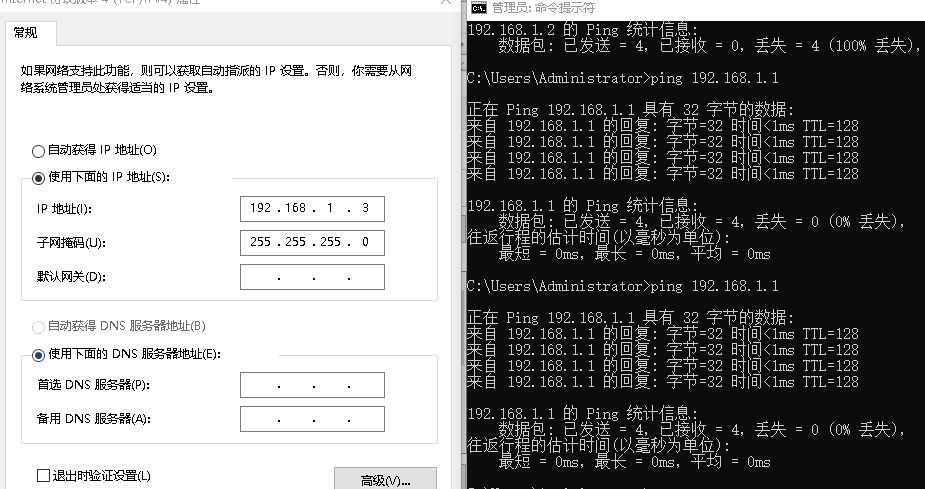 常规
如果网络支持此功能，则可以获取自动指派的 IP 设置。否则，你需要从网
络系统管理员处获得适当的 IP 设置。
自动获得 IP 地址(O)
使用下面的 IP 地址(S):
IP 地址(I):
192 . 168 . 1 . 3
子网掩码(U):
255 . 255 . 255 . 0
默认网关(D):
. . .
自动获得 DNS 服务器地址(B)
使用下面的 DNS 服务器地址(E):
首选 DNS 服务器(P):
. . .
备用 DNS 服务器(A):
. . .
退出时验证设置(L)
高级(V)...
管理员: 命令提示符
192.168.1.2 的 Ping 统计信息:
数据包: 已发送 = 4，已接收 = 0，丢失 = 4 (100% 丢失)，
C:\Users\Administrator>ping 192.168.1.1
正在 Ping 192.168.1.1 具有 32 字节的数据:
来自 192.168.1.1 的回复: 字节=32 时间<1ms TTL=128
来自 192.168.1.1 的回复: 字节=32 时间<1ms TTL=128
来自 192.168.1.1 的回复: 字节=32 时间<1ms TTL=128
来自 192.168.1.1 的回复: 字节=32 时间<1ms TTL=128
192.168.1.1 的 Ping 统计信息:
数据包: 已发送 = 4，已接收 = 4，丢失 = 0 (0% 丢失)，
往返行程的估计时间(以毫秒为单位):
最短 = 0ms，最长 = 0ms，平均 = 0ms
C:\Users\Administrator>ping 192.168.1.1
正在 Ping 192.168.1.1 具有 32 字节的数据:
来自 192.168.1.1 的回复: 字节=32 时间<1ms TTL=128
来自 192.168.1.1 的回复: 字节=32 时间<1ms TTL=128
来自 192.168.1.1 的回复: 字节=32 时间<1ms TTL=128
来自 192.168.1.1 的回复: 字节=32 时间<1ms TTL=128
192.168.1.1 的 Ping 统计信息:
数据包: 已发送 = 4，已接收 = 4，丢失 = 0 (0% 丢失)，
往返行程的估计时间(以毫秒为单位):
最短 = 0ms，最长 = 0ms，平均 = 0ms